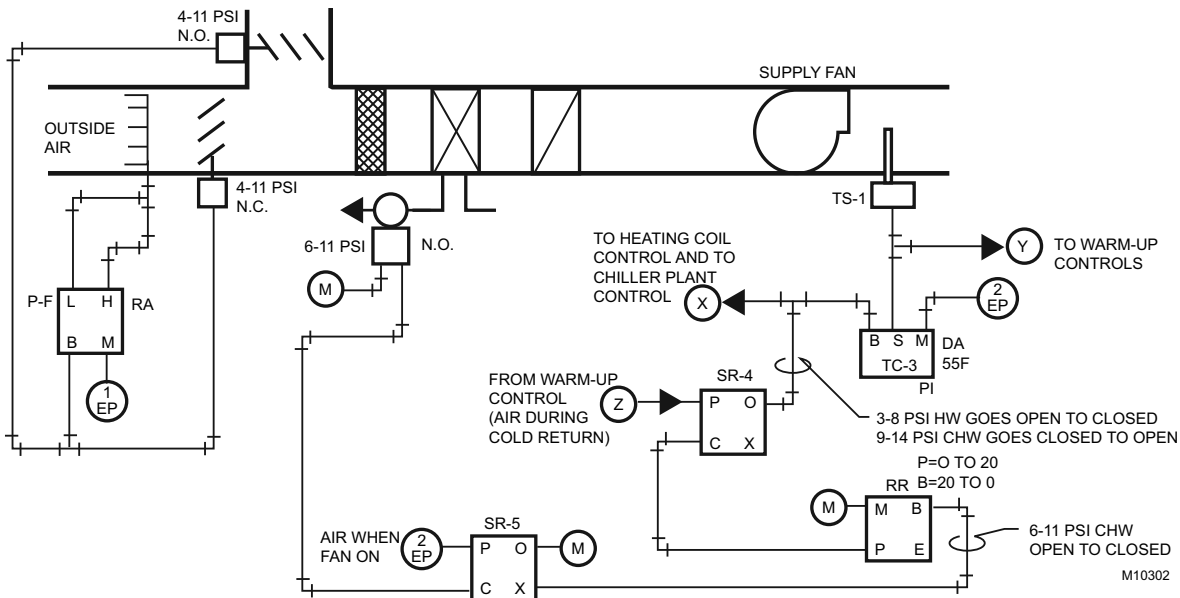 4-11 PSI
N.O.
SUPPLY FAN
OUTSIDE
AIR
4-11 PSI
N.C.
TS-1
6-11 PSI
N.O.
M
TO HEATING COIL
CONTROL AND TO
CHILLER PLANT
CONTROL
X
Y
TO WARM-UP
CONTROLS
2
EP
P-F
L H
B M
RA
1
EP
B S M
TC-3
DA
55F
PI
SR-4
FROM WARM-UP
CONTROL
(AIR DURING
COLD RETURN)
Z
P O
C X
3-8 PSI HW GOES OPEN TO CLOSED
9-14 PSI CHW GOES CLOSED TO OPEN
P=O TO 20
B=20 TO 0
RR
M
M B
P E
6-11 PSI CHW
OPEN TO CLOSED
AIR WHEN
FAN ON
2
EP
SR-5
P O
C X
M
M10302